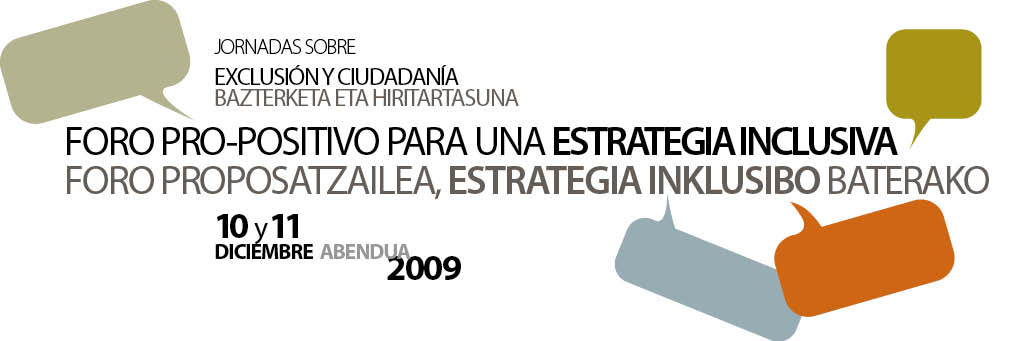 JORNADAS SOBRE
EXCLUSIÓN Y CIUDADANÍA
BAZTERKETA ETA HIRITARTASUNA
FORO PRO-POSITIVO PARA UNA ESTRATEGIA INCLUSIVA
FORO PROPOSATZAILEA, ESTRATEGIA INKLUSIBO BATERAKO
10 y 11
DICIÉMBRE ABENDUA
2009